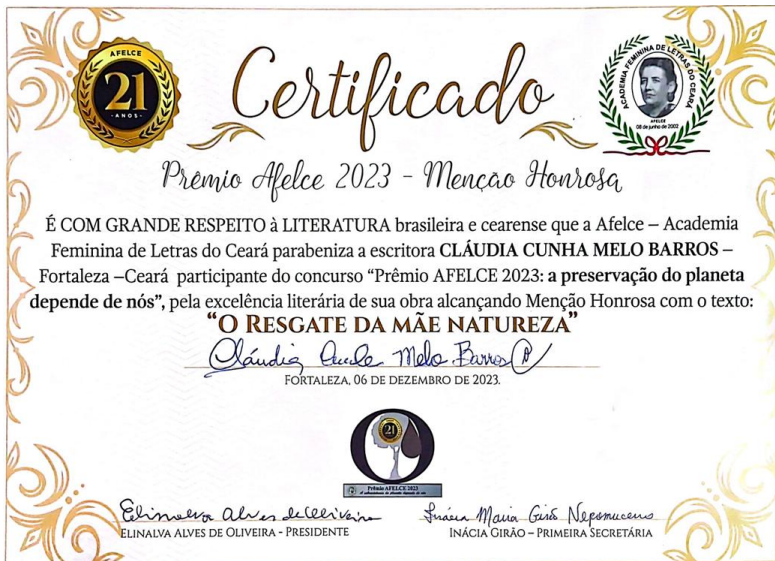 AFELCE
21
-ANOS-
Certificado
ACADEMIA FEMININA DE LETRAS DO CEARÁ
AFELCE
08 de junho de 2002
Prêmio Afelce 2023 - Menção Honrosa
É COM GRANDE RESPEITO à LITERATURA brasileira e cearense que a Afelce – Academia
Feminina de Letras do Ceará parabeniza a escritora CLÁUDIA CUNHA MELO BARROS –
Fortaleza –Ceará participante do concurso “Prêmio AFELCE 2023: a preservação do planeta
depende de nós”, pela excelência literária de sua obra alcançando Menção Honrosa com o texto:
“O RESGATE DA MÃE NATUREZA”
Cláudia Melo Barros
FORTALEZA, 06 DE DEZEMBRO DE 2023.
21
Prêmio AFELCE 2023
Elinalva Alves de Oliveira
Inácia Maria Girão Nepomuceno
ELINALVA ALVES DE OLIVEIRA - PRESIDENTE
INÁCIA GIRÃO – PRIMEIRA SECRETÁRIA